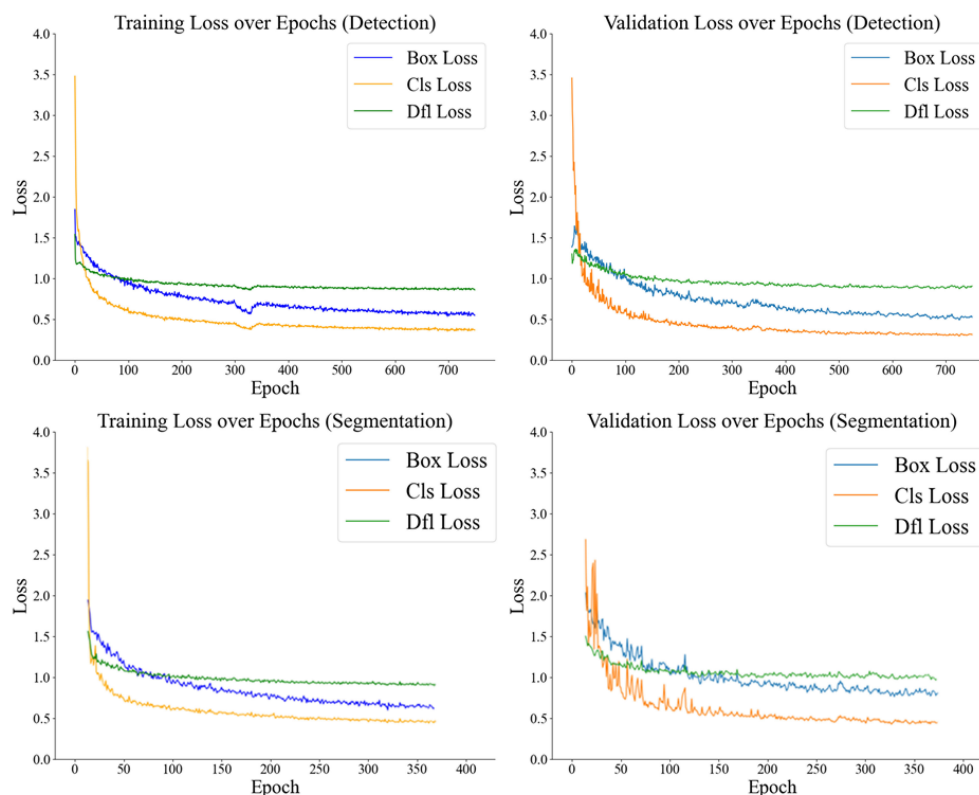 Training Loss over Epochs (Detection)
4.0
3.5
3.0
2.5
2.0
1.5
1.0
0.5
0.0
Loss
Box Loss
Cls Loss
Dfl Loss
0 100 200 300 400 500 600 700
Epoch
Validation Loss over Epochs (Detection)
4.0
3.5
3.0
2.5
2.0
1.5
1.0
0.5
0.0
Loss
Box Loss
Cls Loss
Dfl Loss
0 100 200 300 400 500 600 700
Epoch
Training Loss over Epochs (Segmentation)
4.0
3.5
3.0
2.5
2.0
1.5
1.0
0.5
0.0
Loss
Box Loss
Cls Loss
Dfl Loss
0 50 100 150 200 250 300 350 400
Epoch
Validation Loss over Epochs (Segmentation)
4.0
3.5
3.0
2.5
2.0
1.5
1.0
0.5
0.0
Loss
Box Loss
Cls Loss
Dfl Loss
0 50 100 150 200 250 300 350 400
Epoch